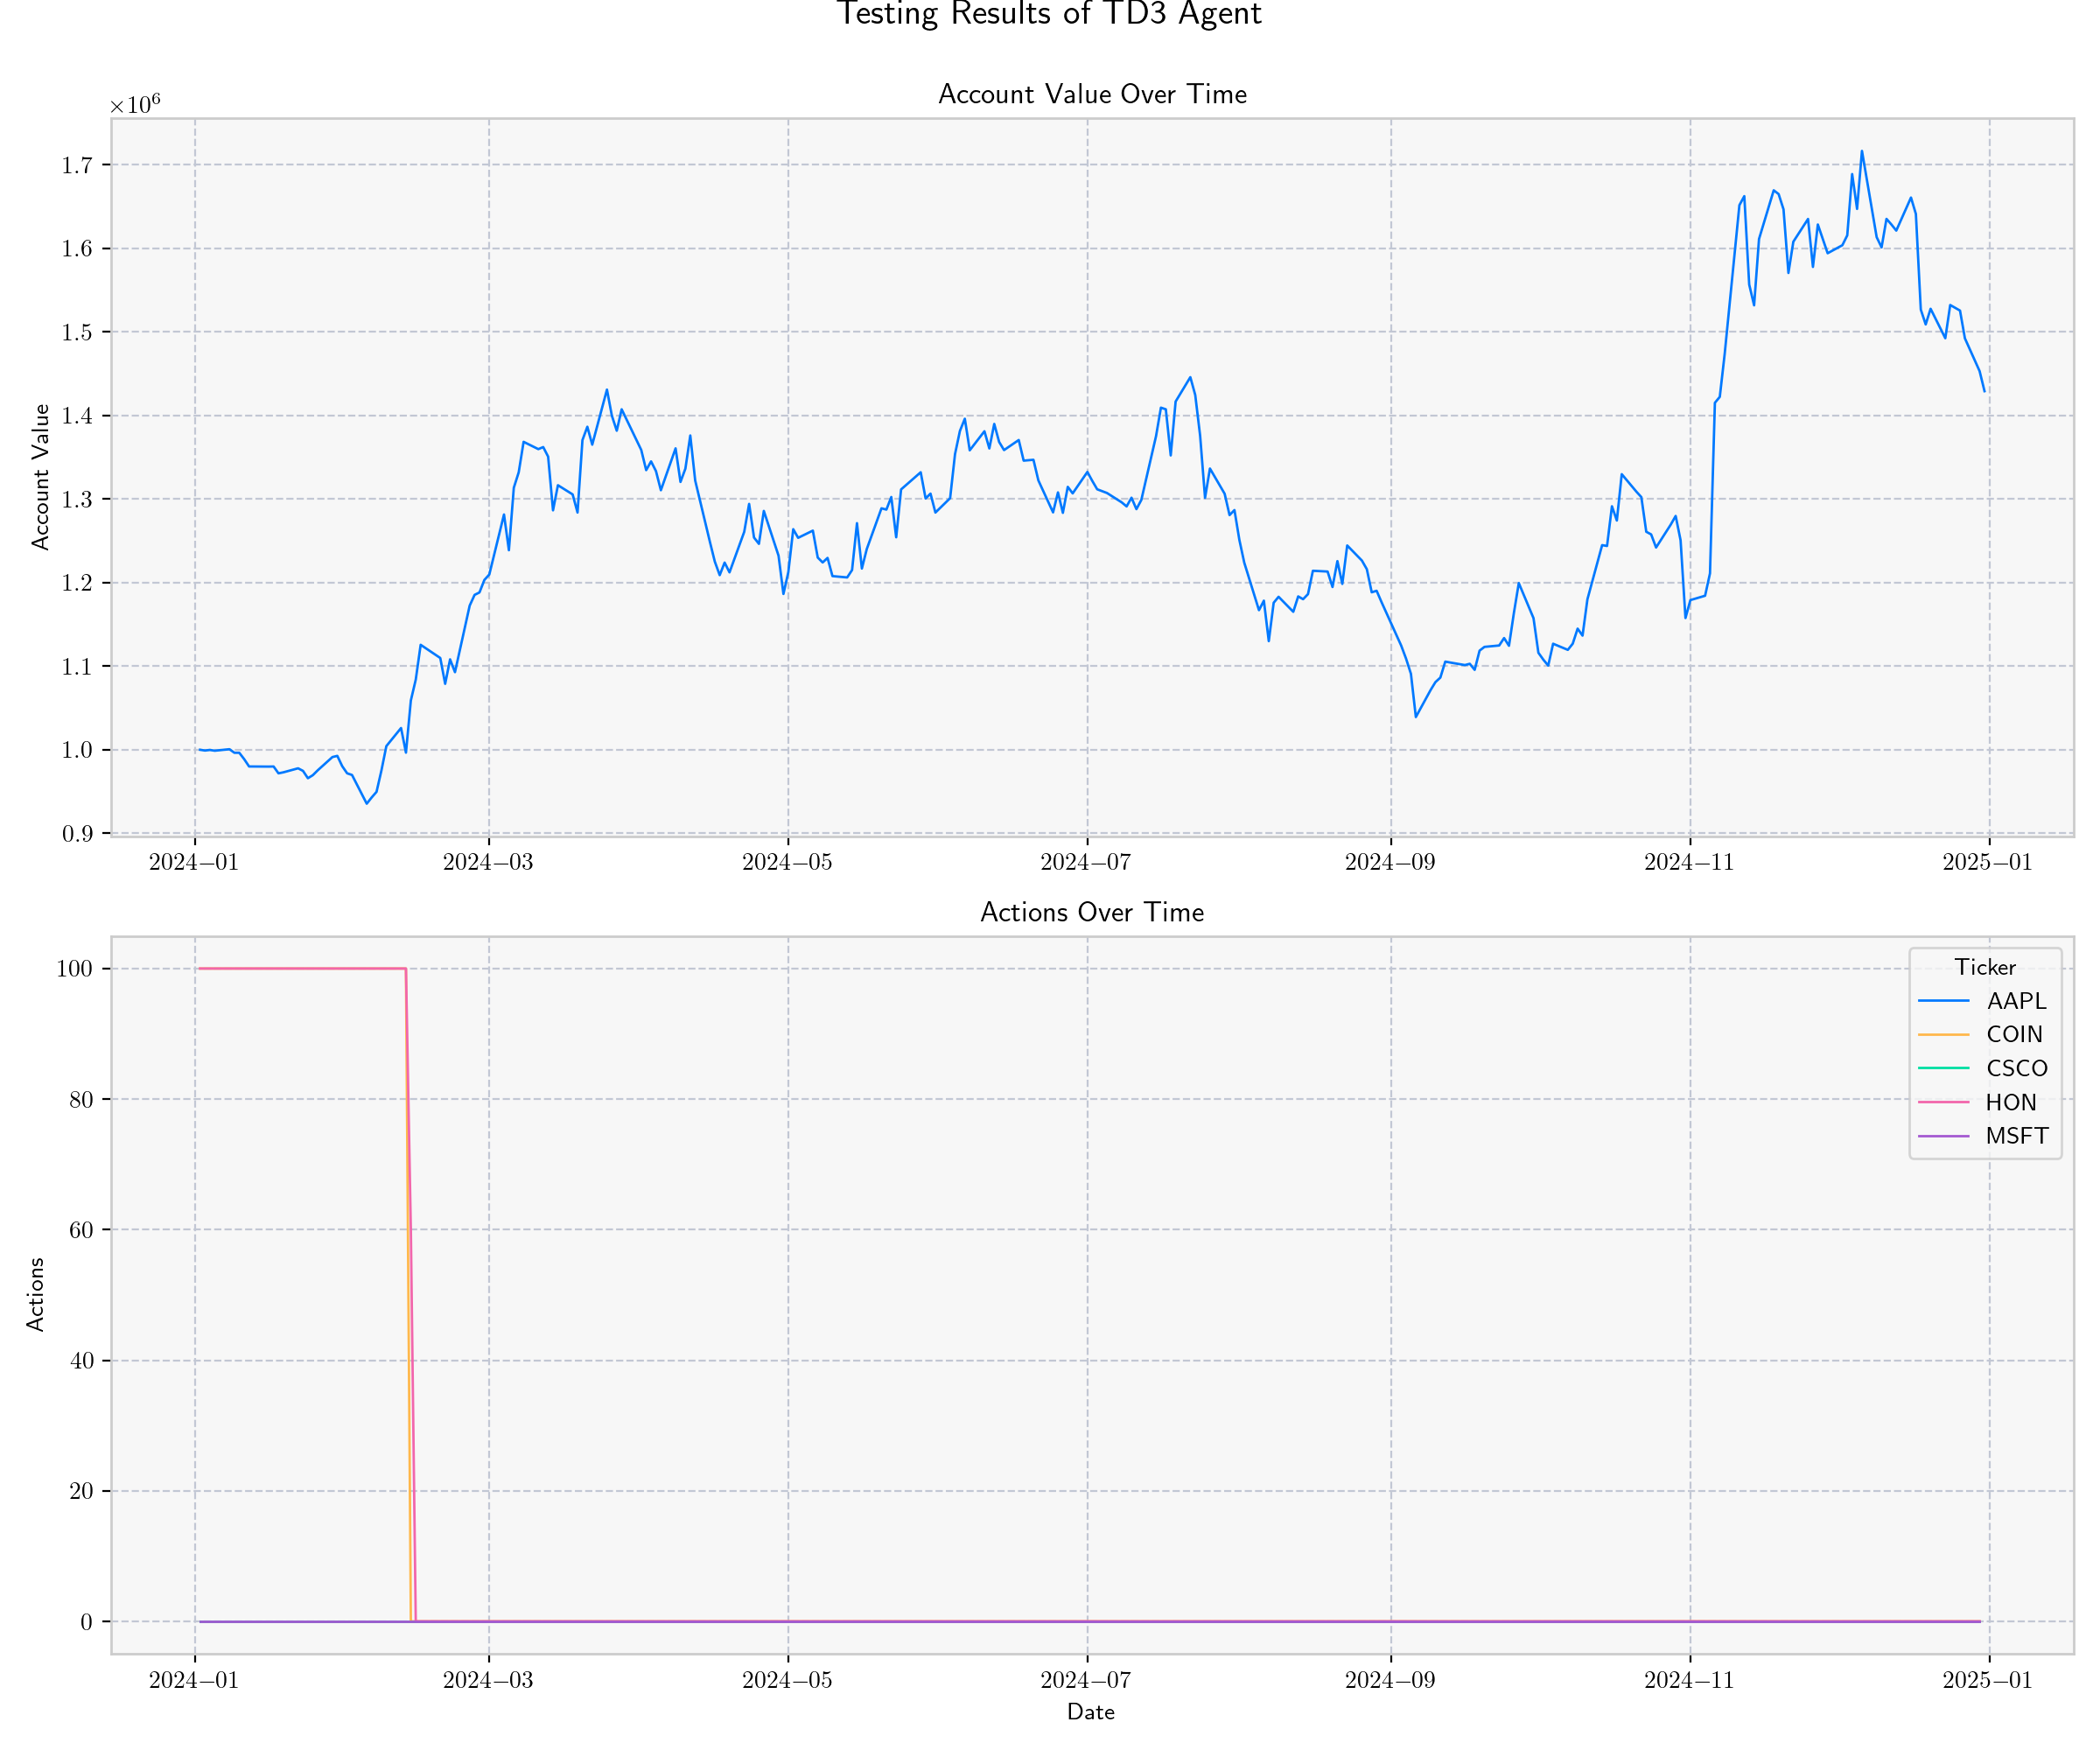 Testing Results of TD3 Agent
Account Value Over Time
×10⁶
1.7
1.6
1.5
1.4
1.3
1.2
1.1
1.0
0.9
Account Value
2024–01 2024–03 2024–05 2024–07 2024–09 2024–11 2025–01
Actions Over Time
100
80
60
40
20
0
Actions
Ticker
AAPL
COIN
CSCO
HON
MSFT
2024–01 2024–03 2024–05 2024–07 2024–09 2024–11 2025–01
Date